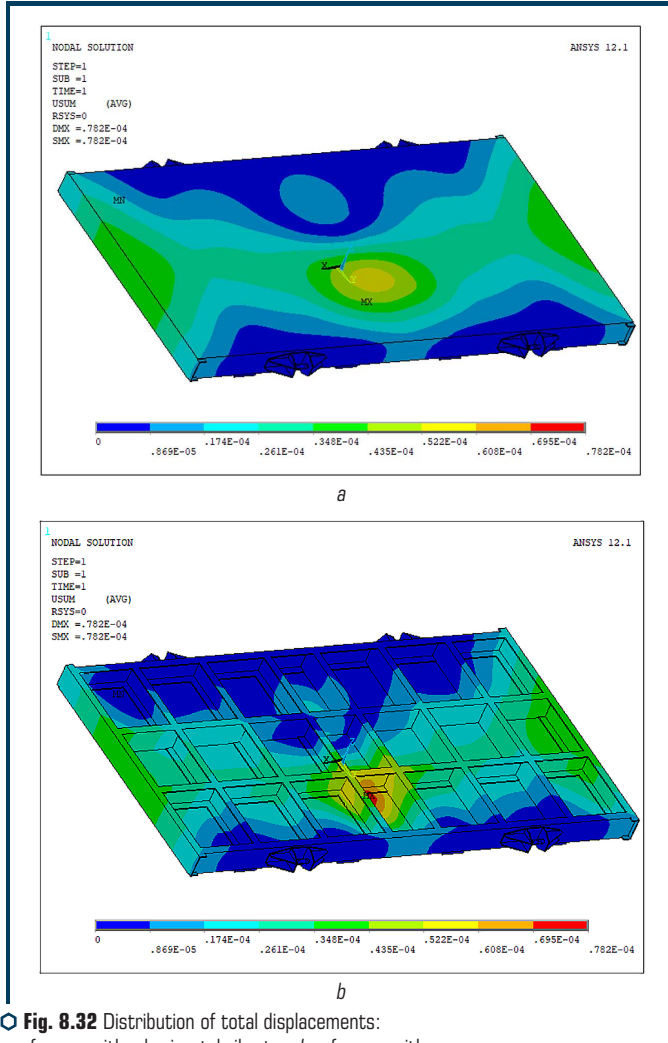 1
NODAL SOLUTION
ANSYS 12.1
STEP=1
SUB =1
TIME=1
USUM (AVG)
RSYS=0
DMX =.782E-04
SMX =.782E-04
MN
X
Y
MX
0 .174E-04 .348E-04 .522E-04 .695E-04
.869E-05 .261E-04 .435E-04 .608E-04 .782E-04
a
1
NODAL SOLUTION
ANSYS 12.1
STEP=1
SUB =1
TIME=1
USUM (AVG)
RSYS=0
DMX =.782E-04
SMX =.782E-04
X
Z
0 .174E-04 .348E-04 .522E-04 .695E-04
.869E-05 .261E-04 .435E-04 .608E-04 .782E-04
b
Fig. 8.32 Distribution of total displacements: